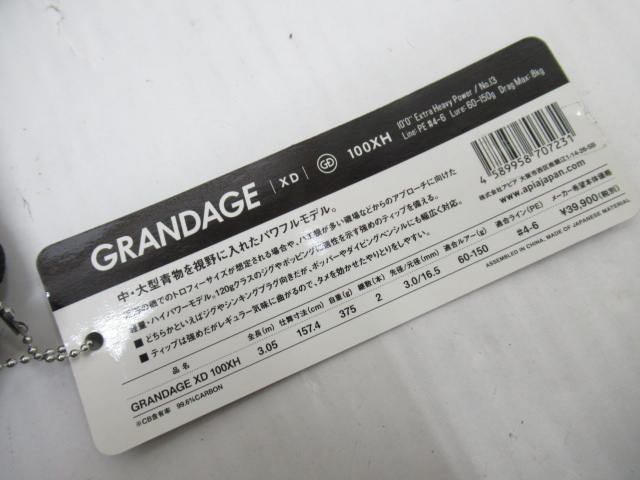 GRANDAGE | XD | GD 100XH
10'0" Extra Heavy Power / No.13
Line: PE #4-6 Lure: 60-150g Drag Max: 8kg
中・大型青物を視野に入れたパワフルモデル。
■ どちらかといえばジグやシンキングプラグ向きだが、ポッパーやダイビングペンシルにも幅広く対応。
■ ティップは強めだがレギュラー気味に曲がるので、タメを効かせたやりとりをしやすい。
品名 全長(m) 仕舞寸法(cm) 自重(g) 継数(本) 先径/元径(mm) 適合ルアー(g) 適合ライン(PE)
GRANDAGE XD 100XH 3.05 157.4 375 2 3.0/16.5 60-150 #4-6
※CB含有率 99.6%CARBON
4 589958 707231
株式会社アピア
www.apiajapan.com
メーカー希望本体価格
¥39,900(税別)
ASSEMBLED IN CHINA, MADE OF JAPANESE MATERIAL